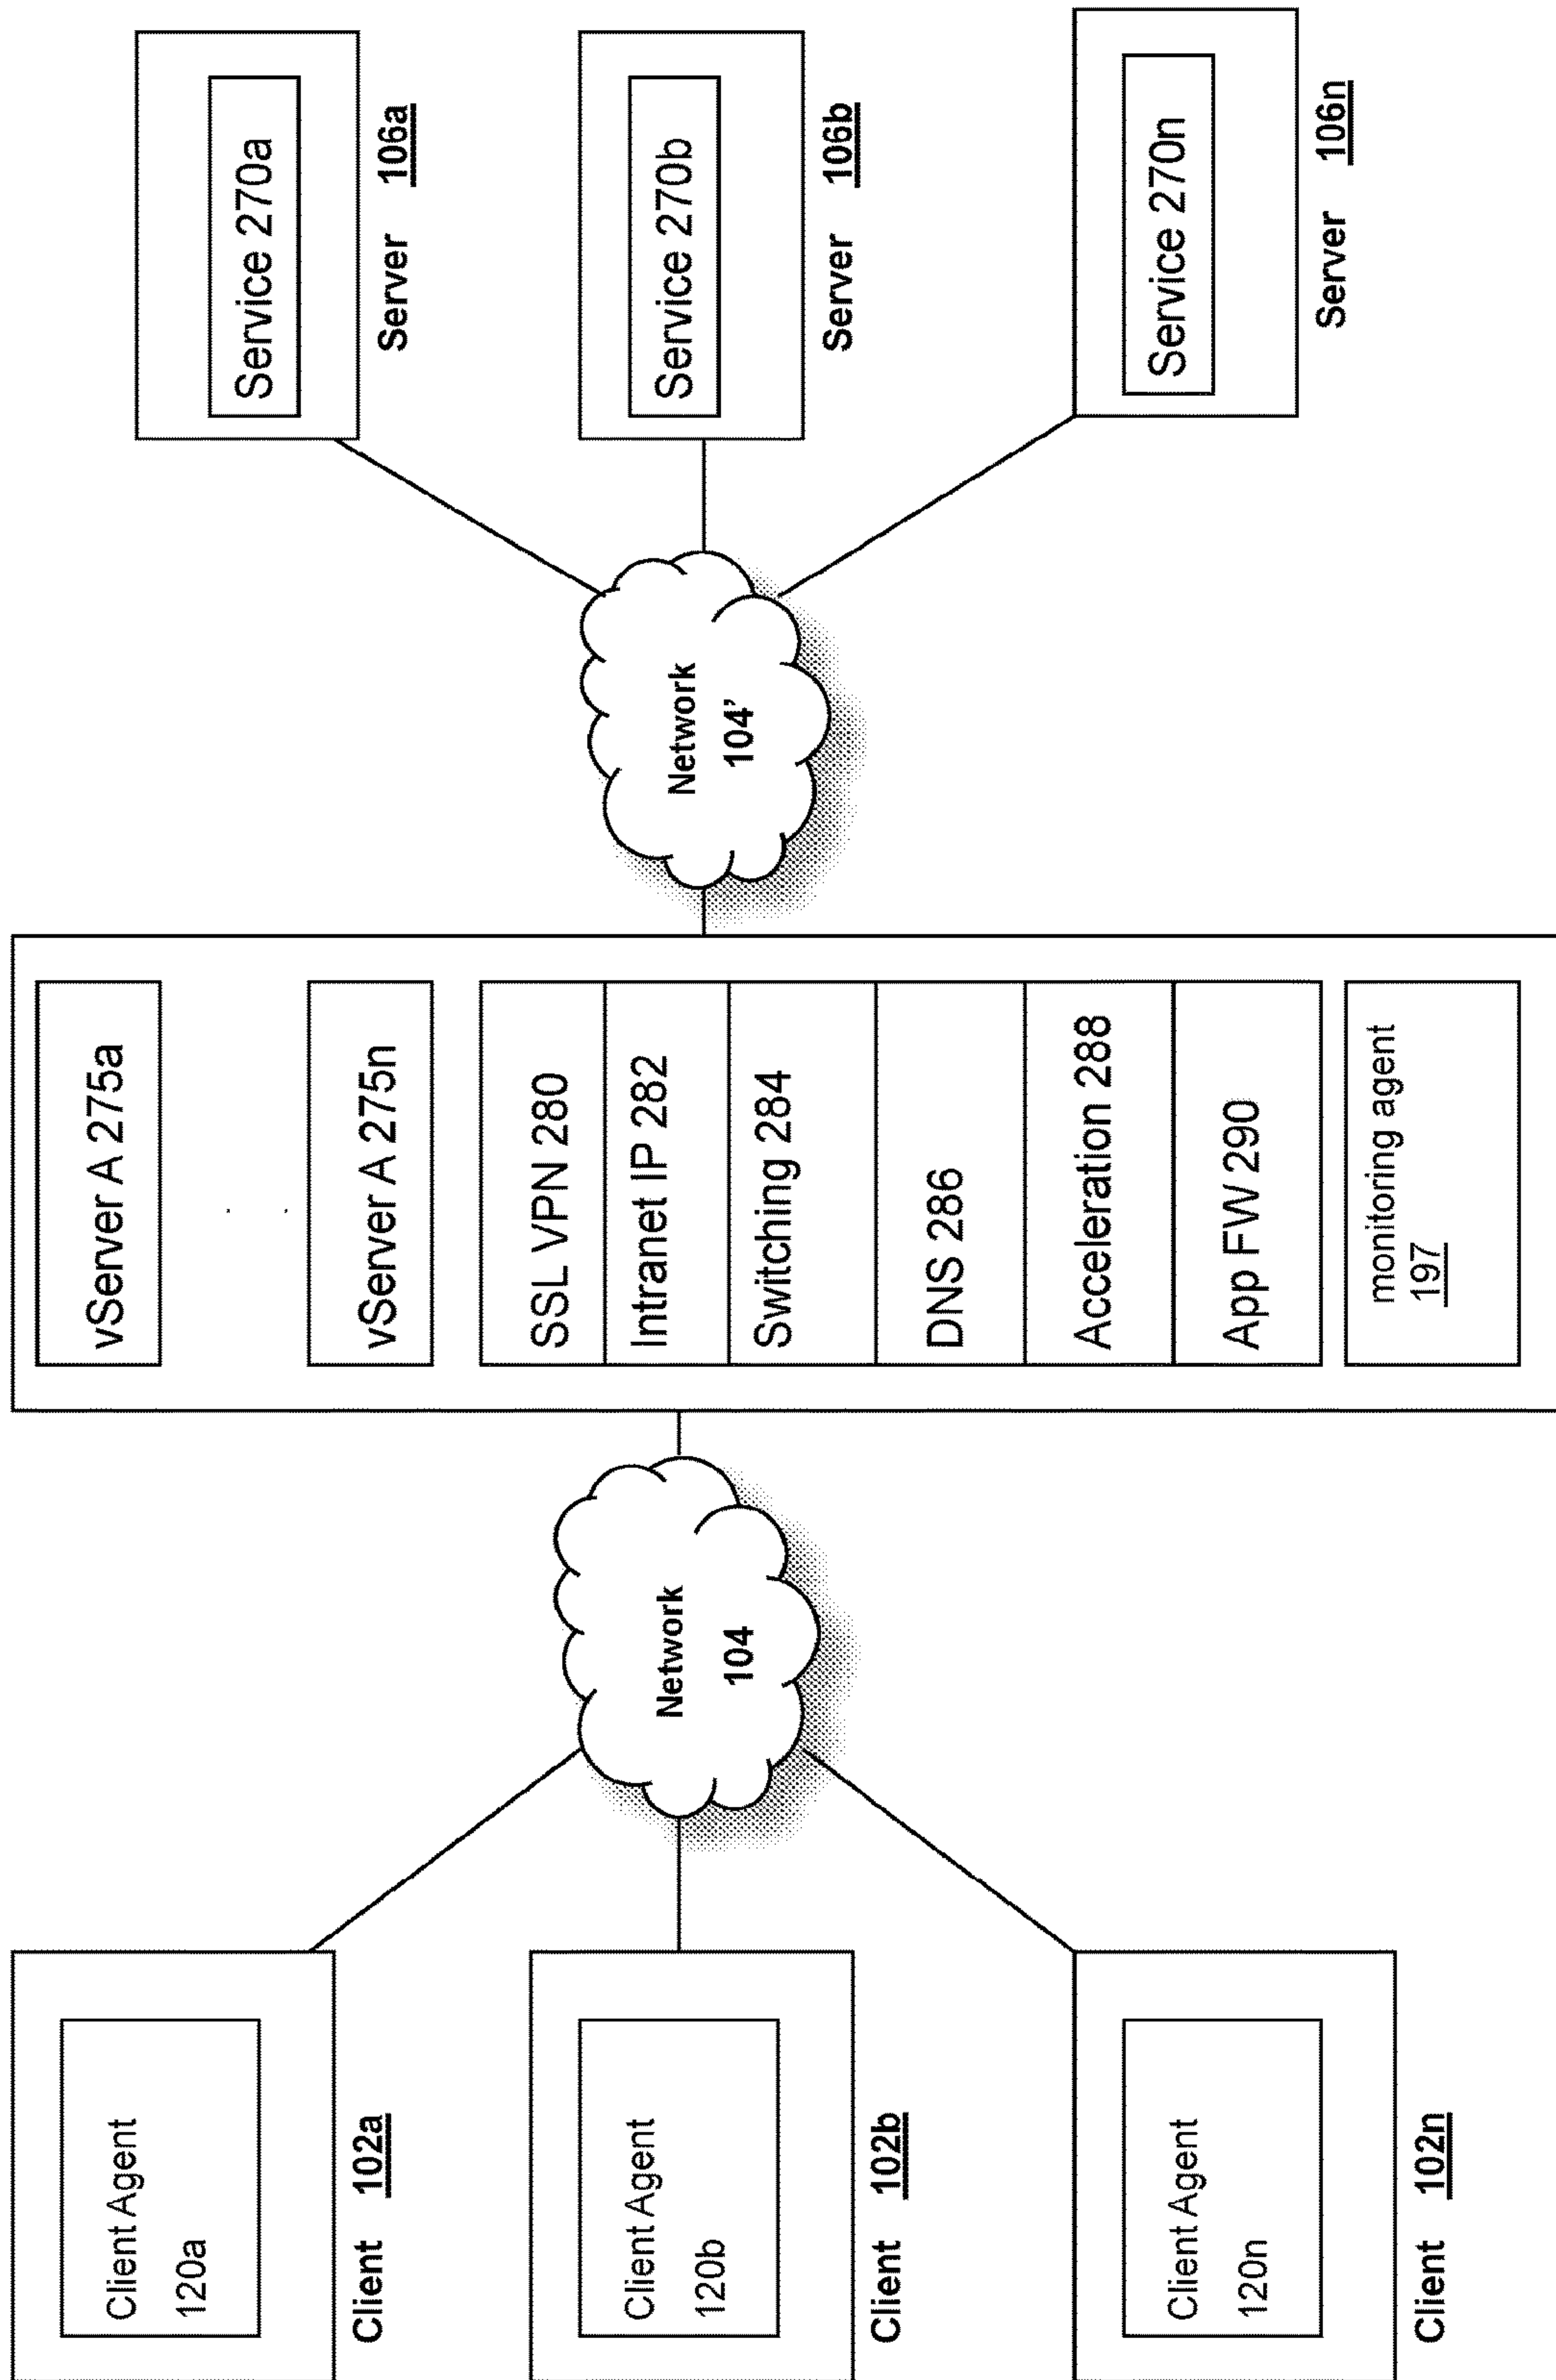 Client Agent
120a
Client 102a
Client Agent
120b
Client 102b
Client Agent
120n
Client 102n
Network
104
vServer A 275a
vServer A 275n
SSL VPN 280
Intranet IP 282
Switching 284
DNS 286
Acceleration 288
App FW 290
monitoring agent
197
Network
104’
Service 270a
Server 106a
Service 270b
Server 106b
Service 270n
Server 106n